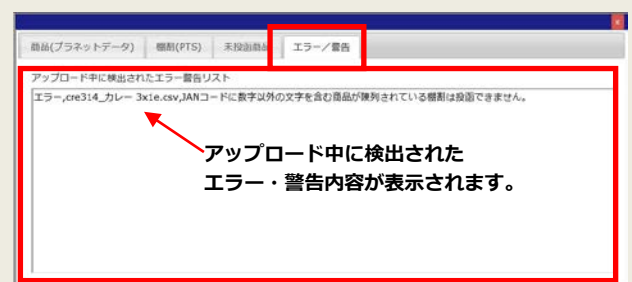 商品(プラネットデータ) 棚割(PTS) 未投函商品 エラー／警告
アップロード中に検出されたエラー警告リスト
エラー,cre314_カレー 3x1e.csv,JANコードに数字以外の文字を含む商品が陳列されている棚割は投函できません。
アップロード中に検出された
エラー・警告内容が表示されます。